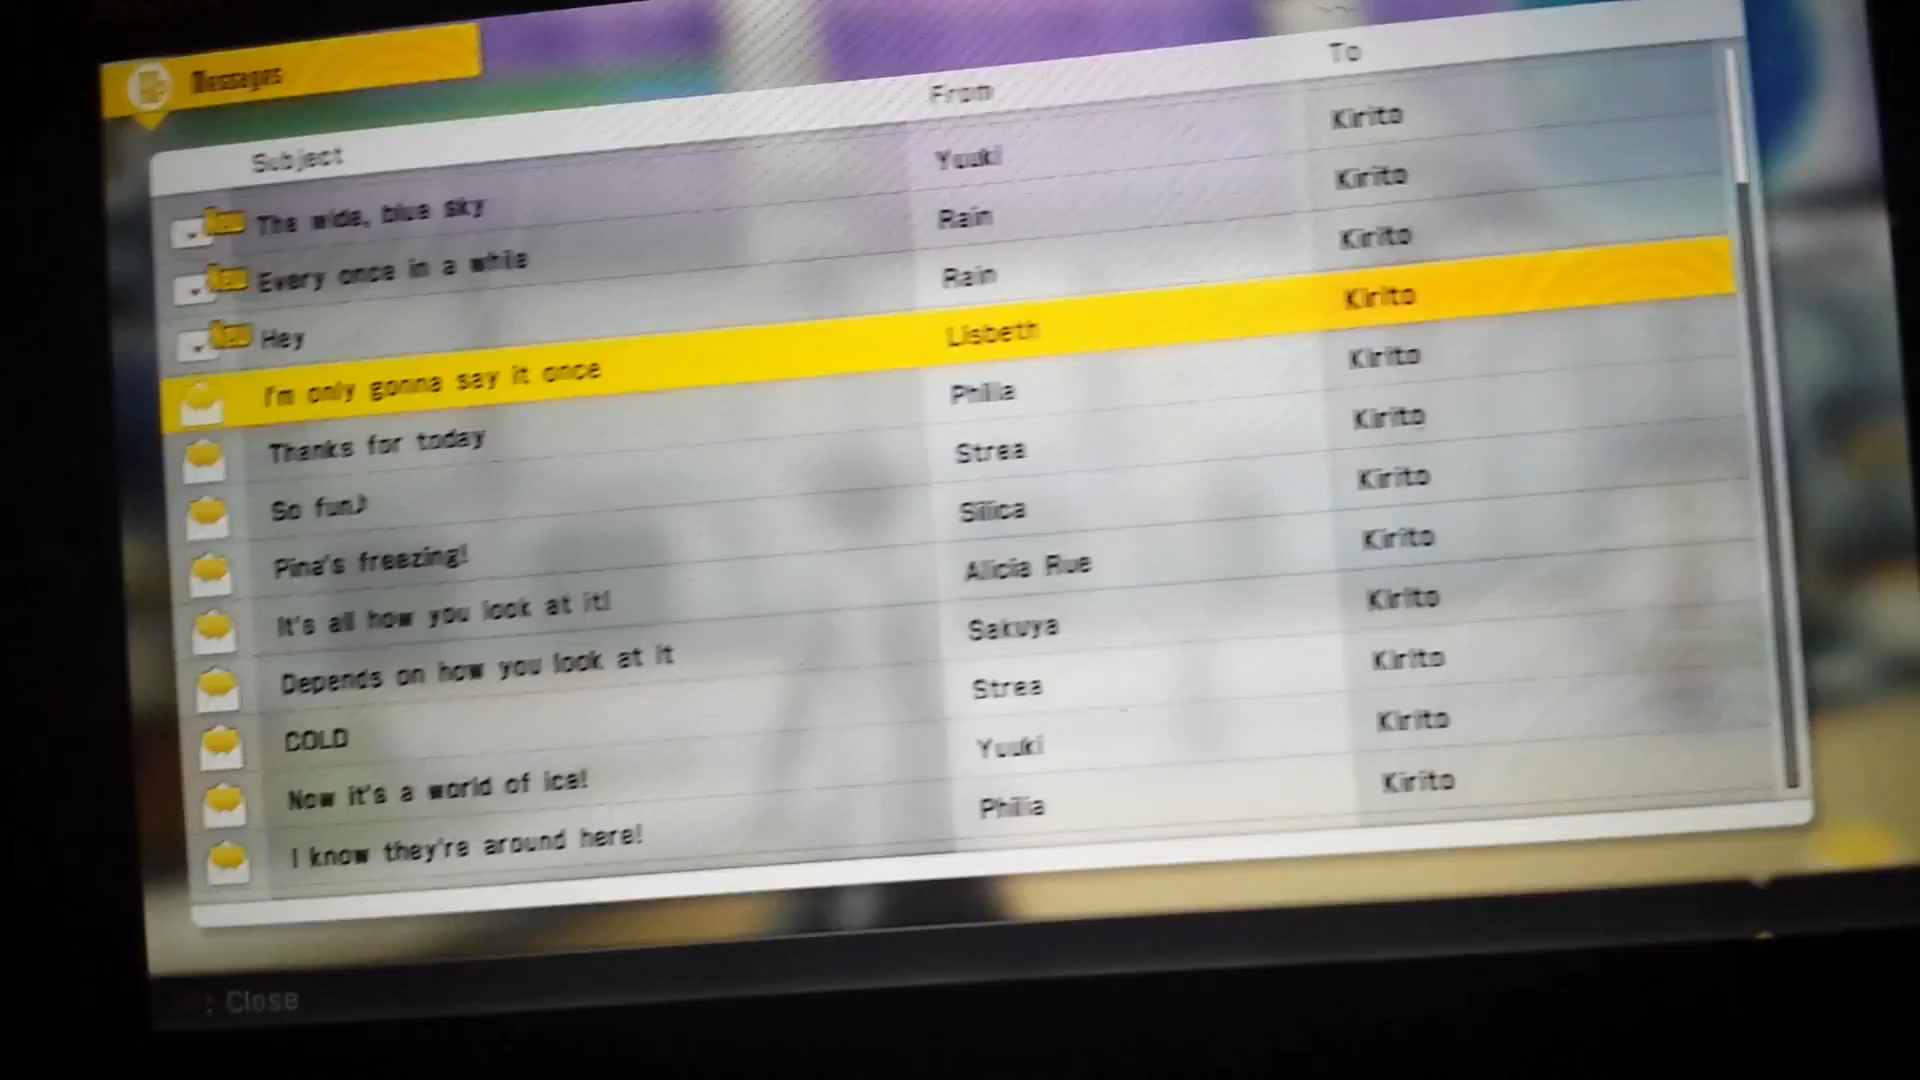 Messages
Subject From To
New The wide, blue sky Yuuki Kirito
New Every once in a while Rain Kirito
New Hey Rain Kirito
I'm only gonna say it once Lisbeth Kirito
Thanks for today Philia Kirito
So fun♪ Strea Kirito
Pina's freezing! Silica Kirito
It's all how you look at it! Alicia Rue Kirito
Depends on how you look at it Sakuya Kirito
COLD Strea Kirito
Now it's a world of ice! Yuuki Kirito
I know they're around here! Philia Kirito
: Close